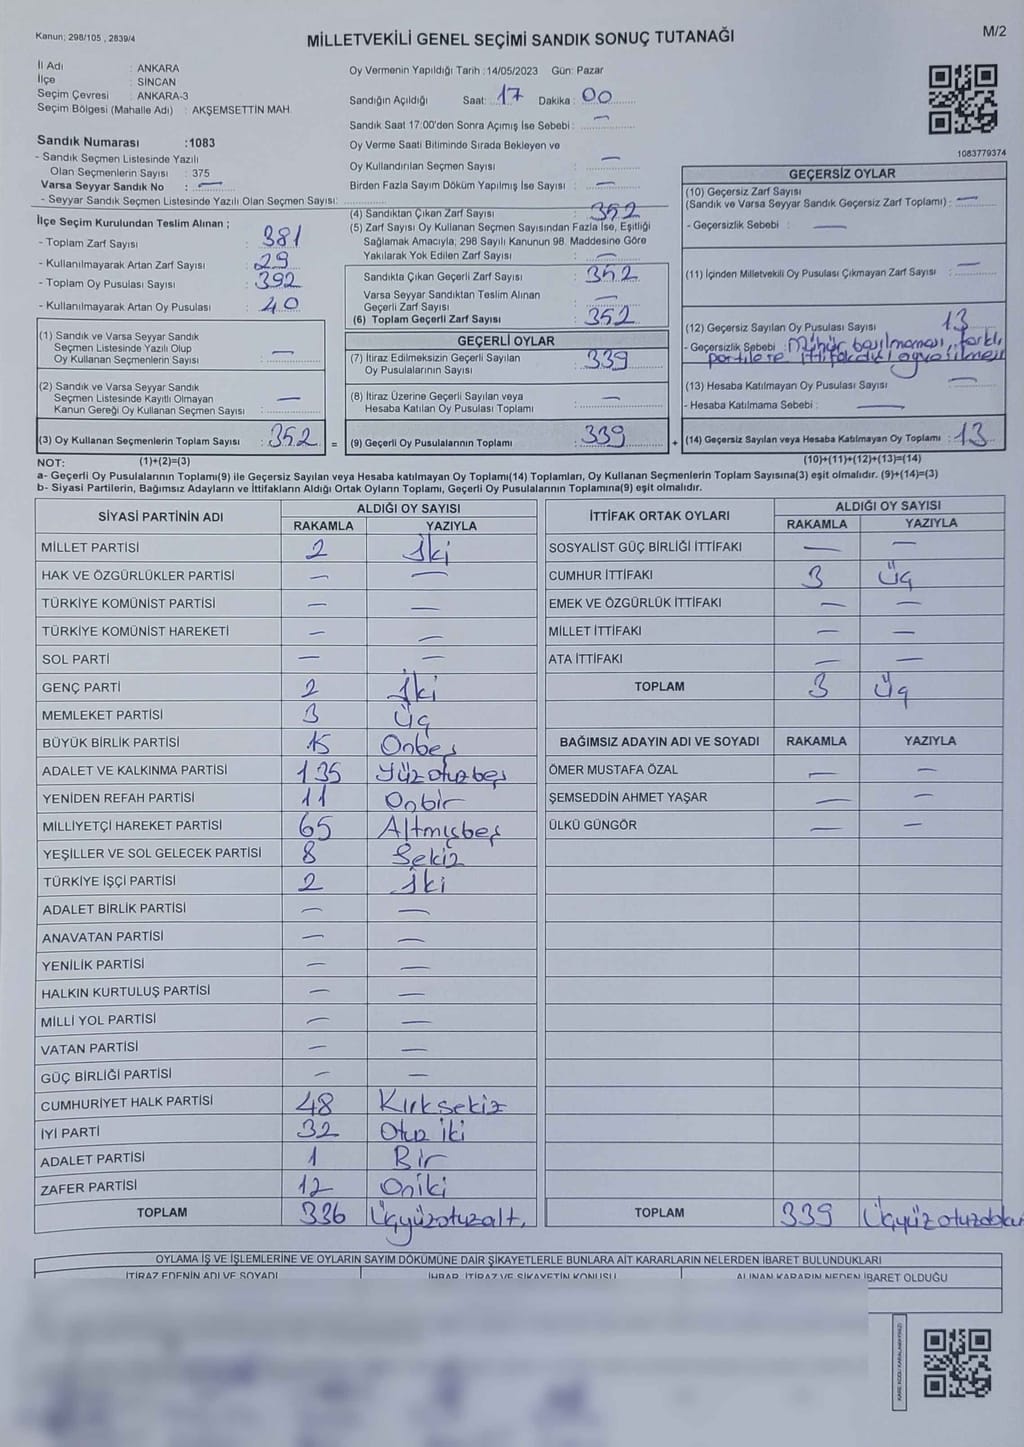 Kanun; 298/105 , 2839/4
MİLLETVEKİLİ GENEL SEÇİMİ SANDIK SONUÇ TUTANAĞI
M/2
İl Adı : ANKARA
İlçe : SİNCAN
Seçim Çevresi : ANKARA-3
Seçim Bölgesi (Mahalle Adı) : AKŞEMSETTİN MAH.
Sandık Numarası :1083
- Sandık Seçmen Listesinde Yazılı
Olan Seçmenlerin Sayısı : 375
Varsa Seyyar Sandık No : —
- Seyyar Sandık Seçmen Listesinde Yazılı Olan Seçmen Sayısı:
Oy Vermenin Yapıldığı Tarih :14/05/2023 Gün: Pazar
Sandığın Açıldığı Saat: 17 Dakika : 00
Sandık Saat 17:00'den Sonra Açımış İse Sebebi : —
Oy Verme Saati Bitiminde Sırada Bekleyen ve
Oy Kullandırılan Seçmen Sayısı : —
Birden Fazla Sayım Döküm Yapılmış İse Sayısı : —
1083779374
İlçe Seçim Kurulundan Teslim Alınan ;
- Toplam Zarf Sayısı : 381
- Kullanılmayarak Artan Zarf Sayısı : 29
- Toplam Oy Pusulası Sayısı : 392
- Kullanılmayarak Artan Oy Pusulası : 40
(4) Sandıktan Çıkan Zarf Sayısı : 352
(5) Zarf Sayısı Oy Kullanan Seçmen Sayısından Fazla İse, Eşitliği
Sağlamak Amacıyla; 298 Sayılı Kanunun 98. Maddesine Göre
Yakılarak Yok Edilen Zarf Sayısı : —
Sandıkta Çıkan Geçerli Zarf Sayısı : 352
Varsa Seyyar Sandıktan Teslim Alınan
Geçerli Zarf Sayısı : —
(6) Toplam Geçerli Zarf Sayısı : 352
GEÇERSİZ OYLAR
(10) Geçersiz Zarf Sayısı
(Sandık ve Varsa Seyyar Sandık Geçersiz Zarf Toplamı) : —
- Geçersizlik Sebebi : —
(11) İçinden Milletvekili Oy Pusulası Çıkmayan Zarf Sayısı : —
(12) Geçersiz Sayılan Oy Pusulası Sayısı : 13
- Geçersizlik Sebebi : Mühür basılmaması, farklı
partilere ittifak dışı oy verilmesi
(13) Hesaba Katılmayan Oy Pusulası Sayısı : —
- Hesaba Katılmama Sebebi : —
(1) Sandık ve Varsa Seyyar Sandık
Seçmen Listesinde Yazılı Olup
Oy Kullanan Seçmenlerin Sayısı : —
(2) Sandık ve Varsa Seyyar Sandık
Seçmen Listesinde Kayıtlı Olmayan
Kanun Gereği Oy Kullanan Seçmen Sayısı : —
GEÇERLİ OYLAR
(7) İtiraz Edilmeksizin Geçerli Sayılan
Oy Pusulalarının Sayısı : 339
(8) İtiraz Üzerine Geçerli Sayılan veya
Hesaba Katılan Oy Pusulası Toplamı : —
(3) Oy Kullanan Seçmenlerin Toplam Sayısı : 352 = (9) Geçerli Oy Pusulalarının Toplamı : 339 + (14) Geçersiz Sayılan veya Hesaba Katılmayan Oy Toplamı : 13
NOT: (1)+(2)=(3) (10)+(11)+(12)+(13)=(14)
a- Geçerli Oy Pusulalarının Toplamı(9) ile Geçersiz Sayılan veya Hesaba katılmayan Oy Toplamı(14) Toplamları, Oy Kullanan Seçmenlerin Toplam Sayısına(3) eşit olmalıdır. (9)+(14)=(3)
b- Siyasi Partilerin, Bağımsız Adayların ve İttifakların Aldığı Ortak Oyların Toplamı, Geçerli Oy Pusulalarının Toplamına(9) eşit olmalıdır.
SİYASİ PARTİNİN ADI ALDIĞI OY SAYISI
RAKAMLA YAZIYLA
MİLLET PARTİSİ 2 İki
HAK VE ÖZGÜRLÜKLER PARTİSİ — —
TÜRKİYE KOMÜNİST PARTİSİ — —
TÜRKİYE KOMÜNİST HAREKETİ — —
SOL PARTİ — —
GENÇ PARTİ 2 İki
MEMLEKET PARTİSİ 3 Üç
BÜYÜK BİRLİK PARTİSİ 15 Onbeş
ADALET VE KALKINMA PARTİSİ 135 Yüzotuzbeş
YENİDEN REFAH PARTİSİ 11 Onbir
MİLLİYETÇİ HAREKET PARTİSİ 65 Altmışbeş
YEŞİLLER VE SOL GELECEK PARTİSİ 8 Sekiz
TÜRKİYE İŞÇİ PARTİSİ 2 İki
ADALET BİRLİK PARTİSİ — —
ANAVATAN PARTİSİ — —
YENİLİK PARTİSİ — —
HALKIN KURTULUŞ PARTİSİ — —
MİLLİ YOL PARTİSİ — —
VATAN PARTİSİ — —
GÜÇ BİRLİĞİ PARTİSİ — —
CUMHURİYET HALK PARTİSİ 48 Kırksekiz
İYİ PARTİ 32 Otuz iki
ADALET PARTİSİ 1 Bir
ZAFER PARTİSİ 12 Oniki
TOPLAM 336 Üçyüzotuzalt.
İTTİFAK ORTAK OYLARI ALDIĞI OY SAYISI
RAKAMLA YAZIYLA
SOSYALİST GÜÇ BİRLİĞİ İTTİFAKI — —
CUMHUR İTTİFAKI 3 Üç
EMEK VE ÖZGÜRLÜK İTTİFAKI — —
MİLLET İTTİFAKI — —
ATA İTTİFAKI — —
TOPLAM 3 Üç
BAĞIMSIZ ADAYIN ADI VE SOYADI RAKAMLA YAZIYLA
ÖMER MUSTAFA ÖZAL — —
ŞEMSEDDİN AHMET YAŞAR — —
ÜLKÜ GÜNGÖR — —
TOPLAM 339 Üçyüzotuzdoku
OYLAMA İŞ VE İŞLEMLERİNE VE OYLARIN SAYIM DÖKÜMÜNE DAİR ŞİKAYETLERLE BUNLARA AİT KARARLARIN NELERDEN İBARET BULUNDUKLARI
İTİRAZ EDENİN ADI VE SOYADI İHBAR, İTİRAZ VE ŞİKAYETİN KONUSU ALINAN KARARIN NEDEN İBARET OLDUĞU